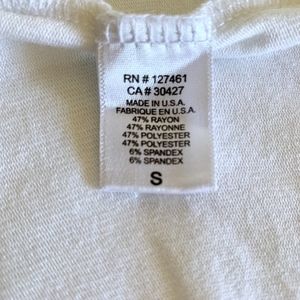 RN # 127461
CA # 30427
MADE IN U.S.A.
FABRIQUE EN U.S.A.
47% RAYON
47% RAYONNE
47% POLYESTER
47% POLYESTER
6% SPANDEX
6% SPANDEX
S